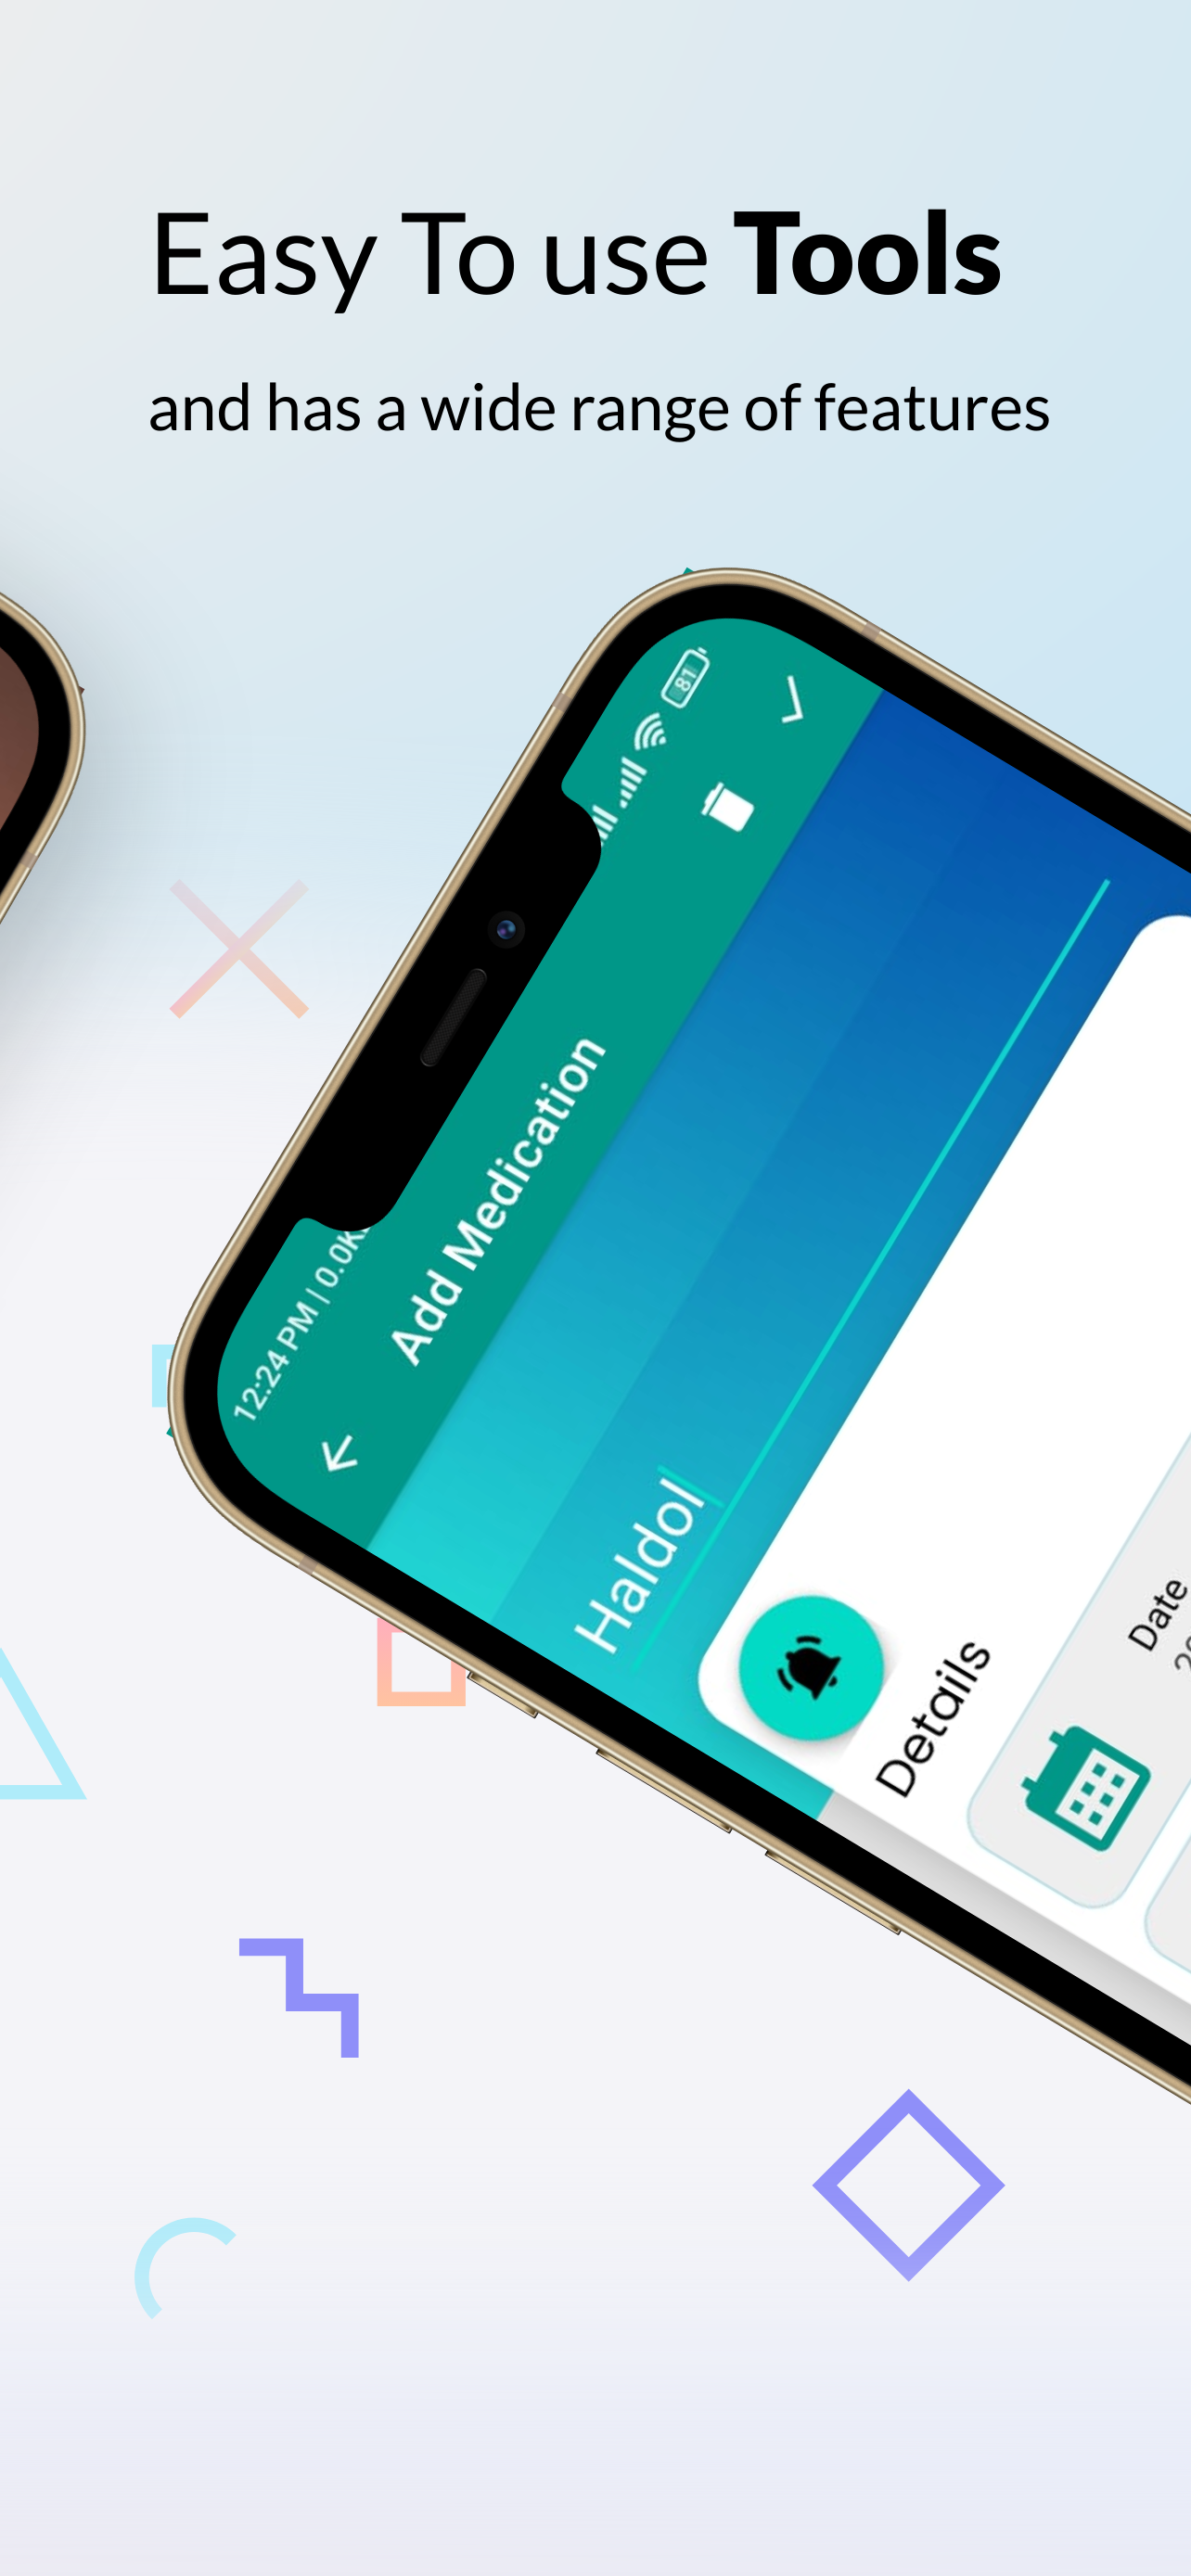 Easy To use Tools
and has a wide range of features
12:24 PM | 0.0K
81
Add Medication
Haldol
Details
Date